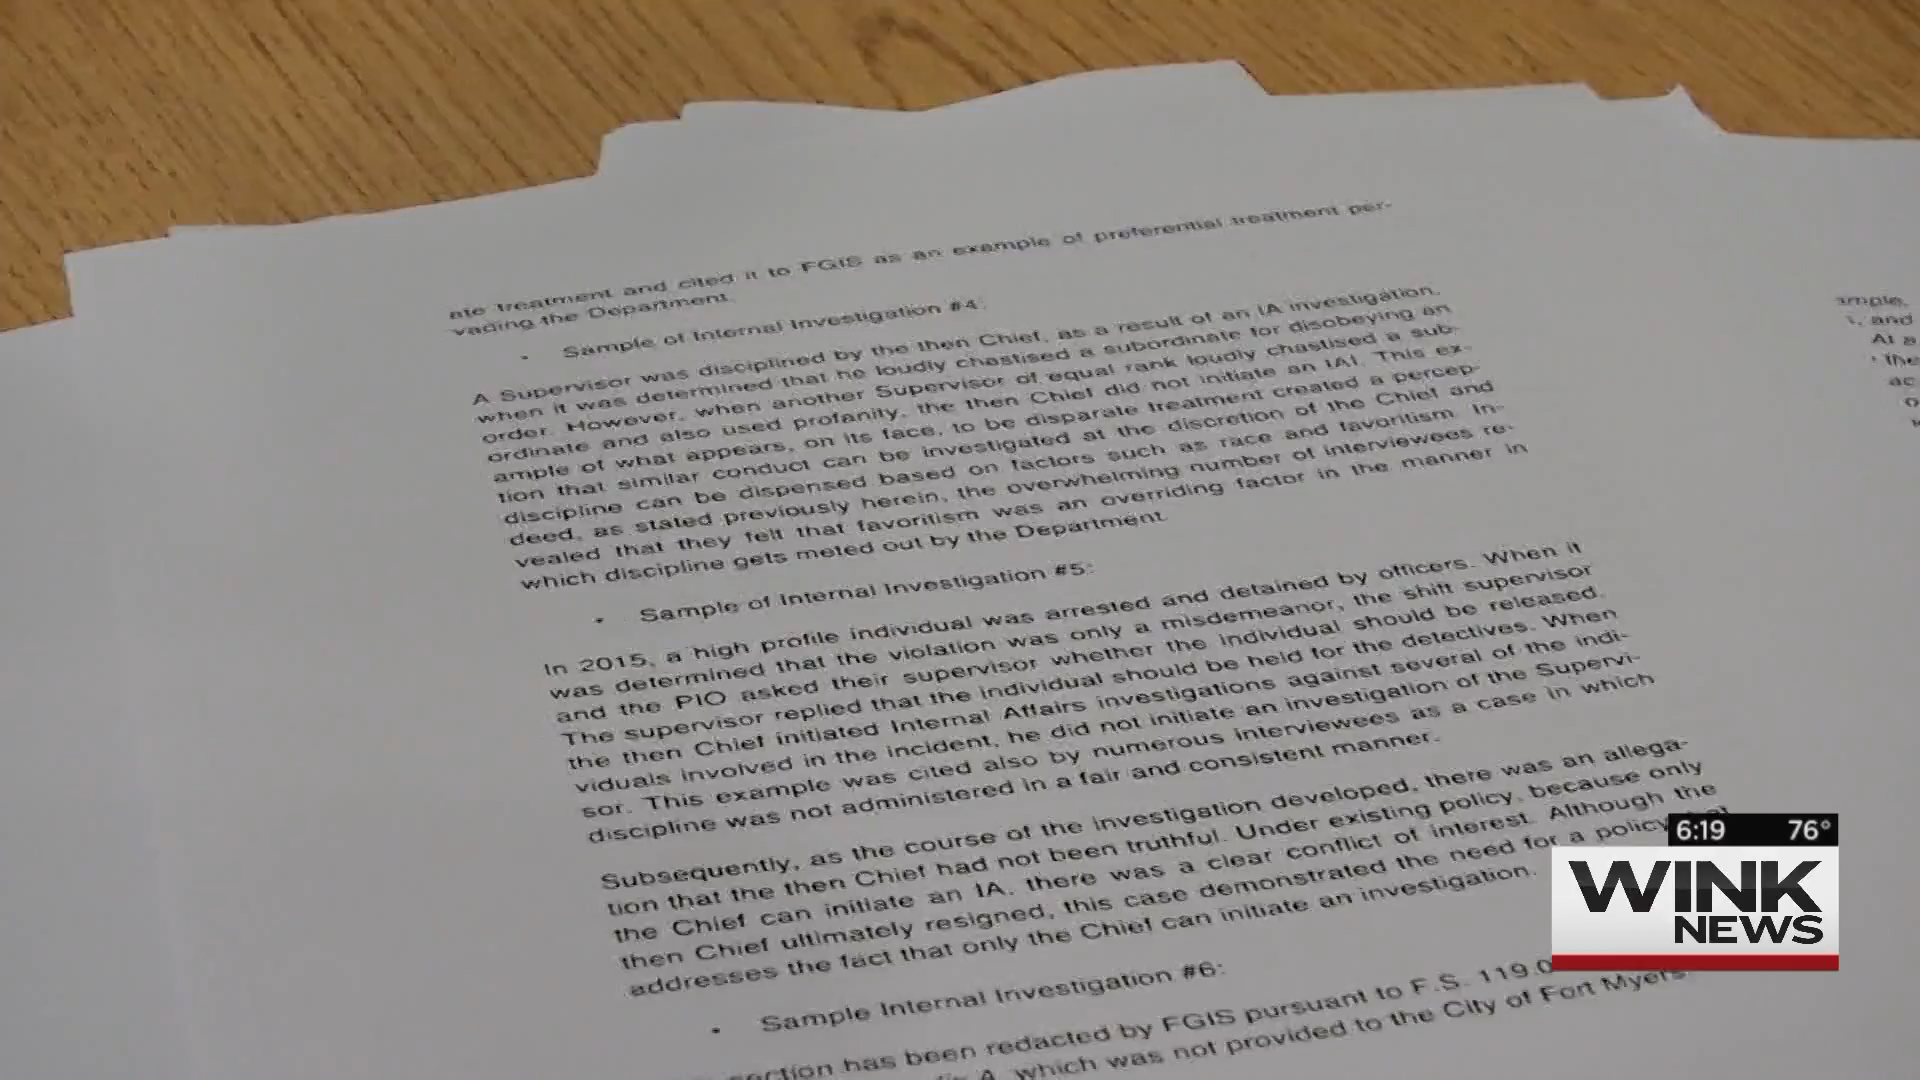 ate treatment and cited it to FGIS as an example of preferential treatment per-
vading the Department.
• Sample of Internal Investigation #4:
A Supervisor was disciplined by the then Chief, as a result of an IA investigation,
when it was determined that he loudly chastised a subordinate for disobeying an
order. However, when another Supervisor of equal rank loudly chastised a sub-
ordinate and also used profanity, the then Chief did not initiate an IAI. This ex-
ample of what appears, on its face, to be disparate treatment created a percep-
tion that similar conduct can be investigated at the discretion of the Chief and
discipline can be dispensed based on factors such as race and favoritism. In-
deed, as stated previously herein, the overwhelming number of interviewees re-
vealed that they felt that favoritism was an overriding factor in the manner in
which discipline gets meted out by the Department.
• Sample of Internal Investigation #5:
In 2015, a high profile individual was arrested and detained by officers. When it
was determined that the violation was only a misdemeanor, the shift supervisor
and the PIO asked their supervisor whether the individual should be released.
The supervisor replied that the individual should be held for the detectives. When
the then Chief initiated Internal Affairs investigations against several of the indi-
viduals involved in the incident, he did not initiate an investigation of the Supervi-
sor. This example was cited also by numerous interviewees as a case in which
discipline was not administered in a fair and consistent manner.
Subsequently, as the course of the investigation developed, there was an allega-
tion that the then Chief had not been truthful. Under existing policy, because only
the Chief can initiate an IA, there was a clear conflict of interest. Although the
then Chief ultimately resigned, this case demonstrated the need for a policy
addresses the fact that only the Chief can initiate an investigation.
• Sample Internal Investigation #6:
section has been redacted by FGIS pursuant to F.S. 119.0
A, which was not provided to the City of Fort Myers
, and
At a
the
6:19 76°
WINK
NEWS